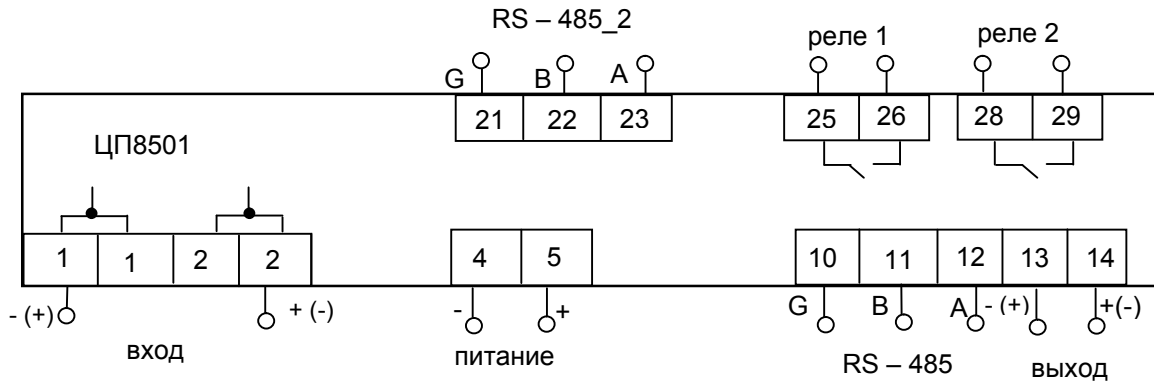 RS – 485_2
реле 1 реле 2
G B A
21 22 23 25 26 28 29
ЦП8501
1 1 2 2 4 5 10 11 12 13 14
- (+) + (-) - + G B A - (+) +(-)
вход питание RS – 485 выход